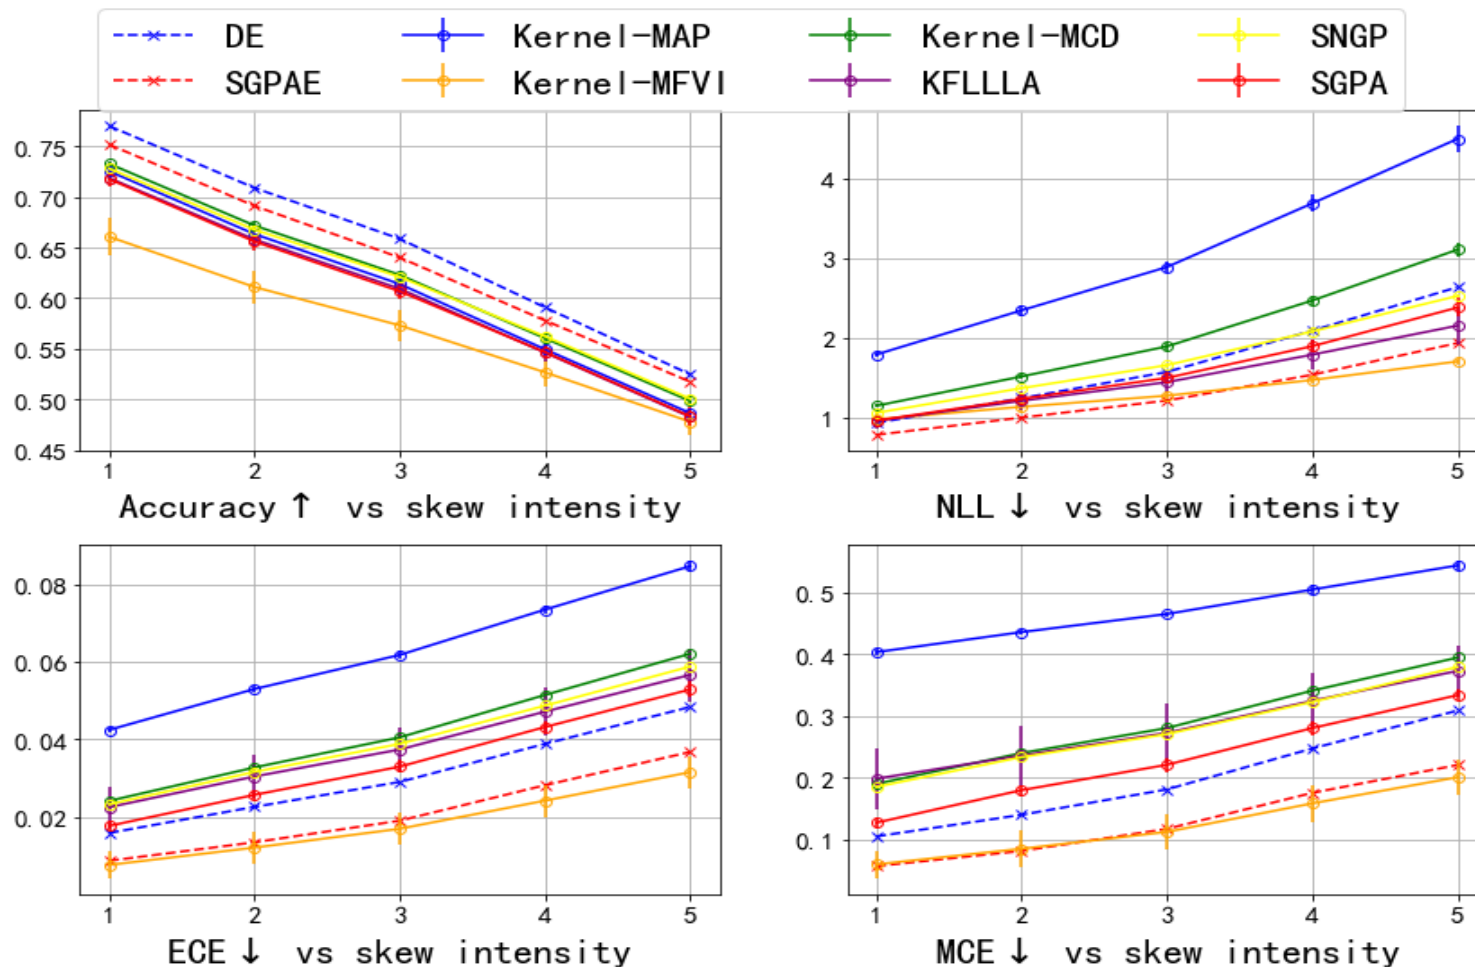 DE Kernel-MAP Kernel-MCD SNGP
SGPAE Kernel-MFVI KFLLLA SGPA
0.75
0.70
0.65
0.60
0.55
0.50
0.45
1 2 3 4 5
Accuracy ↑ vs skew intensity
4
3
2
1
1 2 3 4 5
NLL ↓ vs skew intensity
0.08
0.06
0.04
0.02
1 2 3 4 5
ECE ↓ vs skew intensity
0.5
0.4
0.3
0.2
0.1
1 2 3 4 5
MCE ↓ vs skew intensity